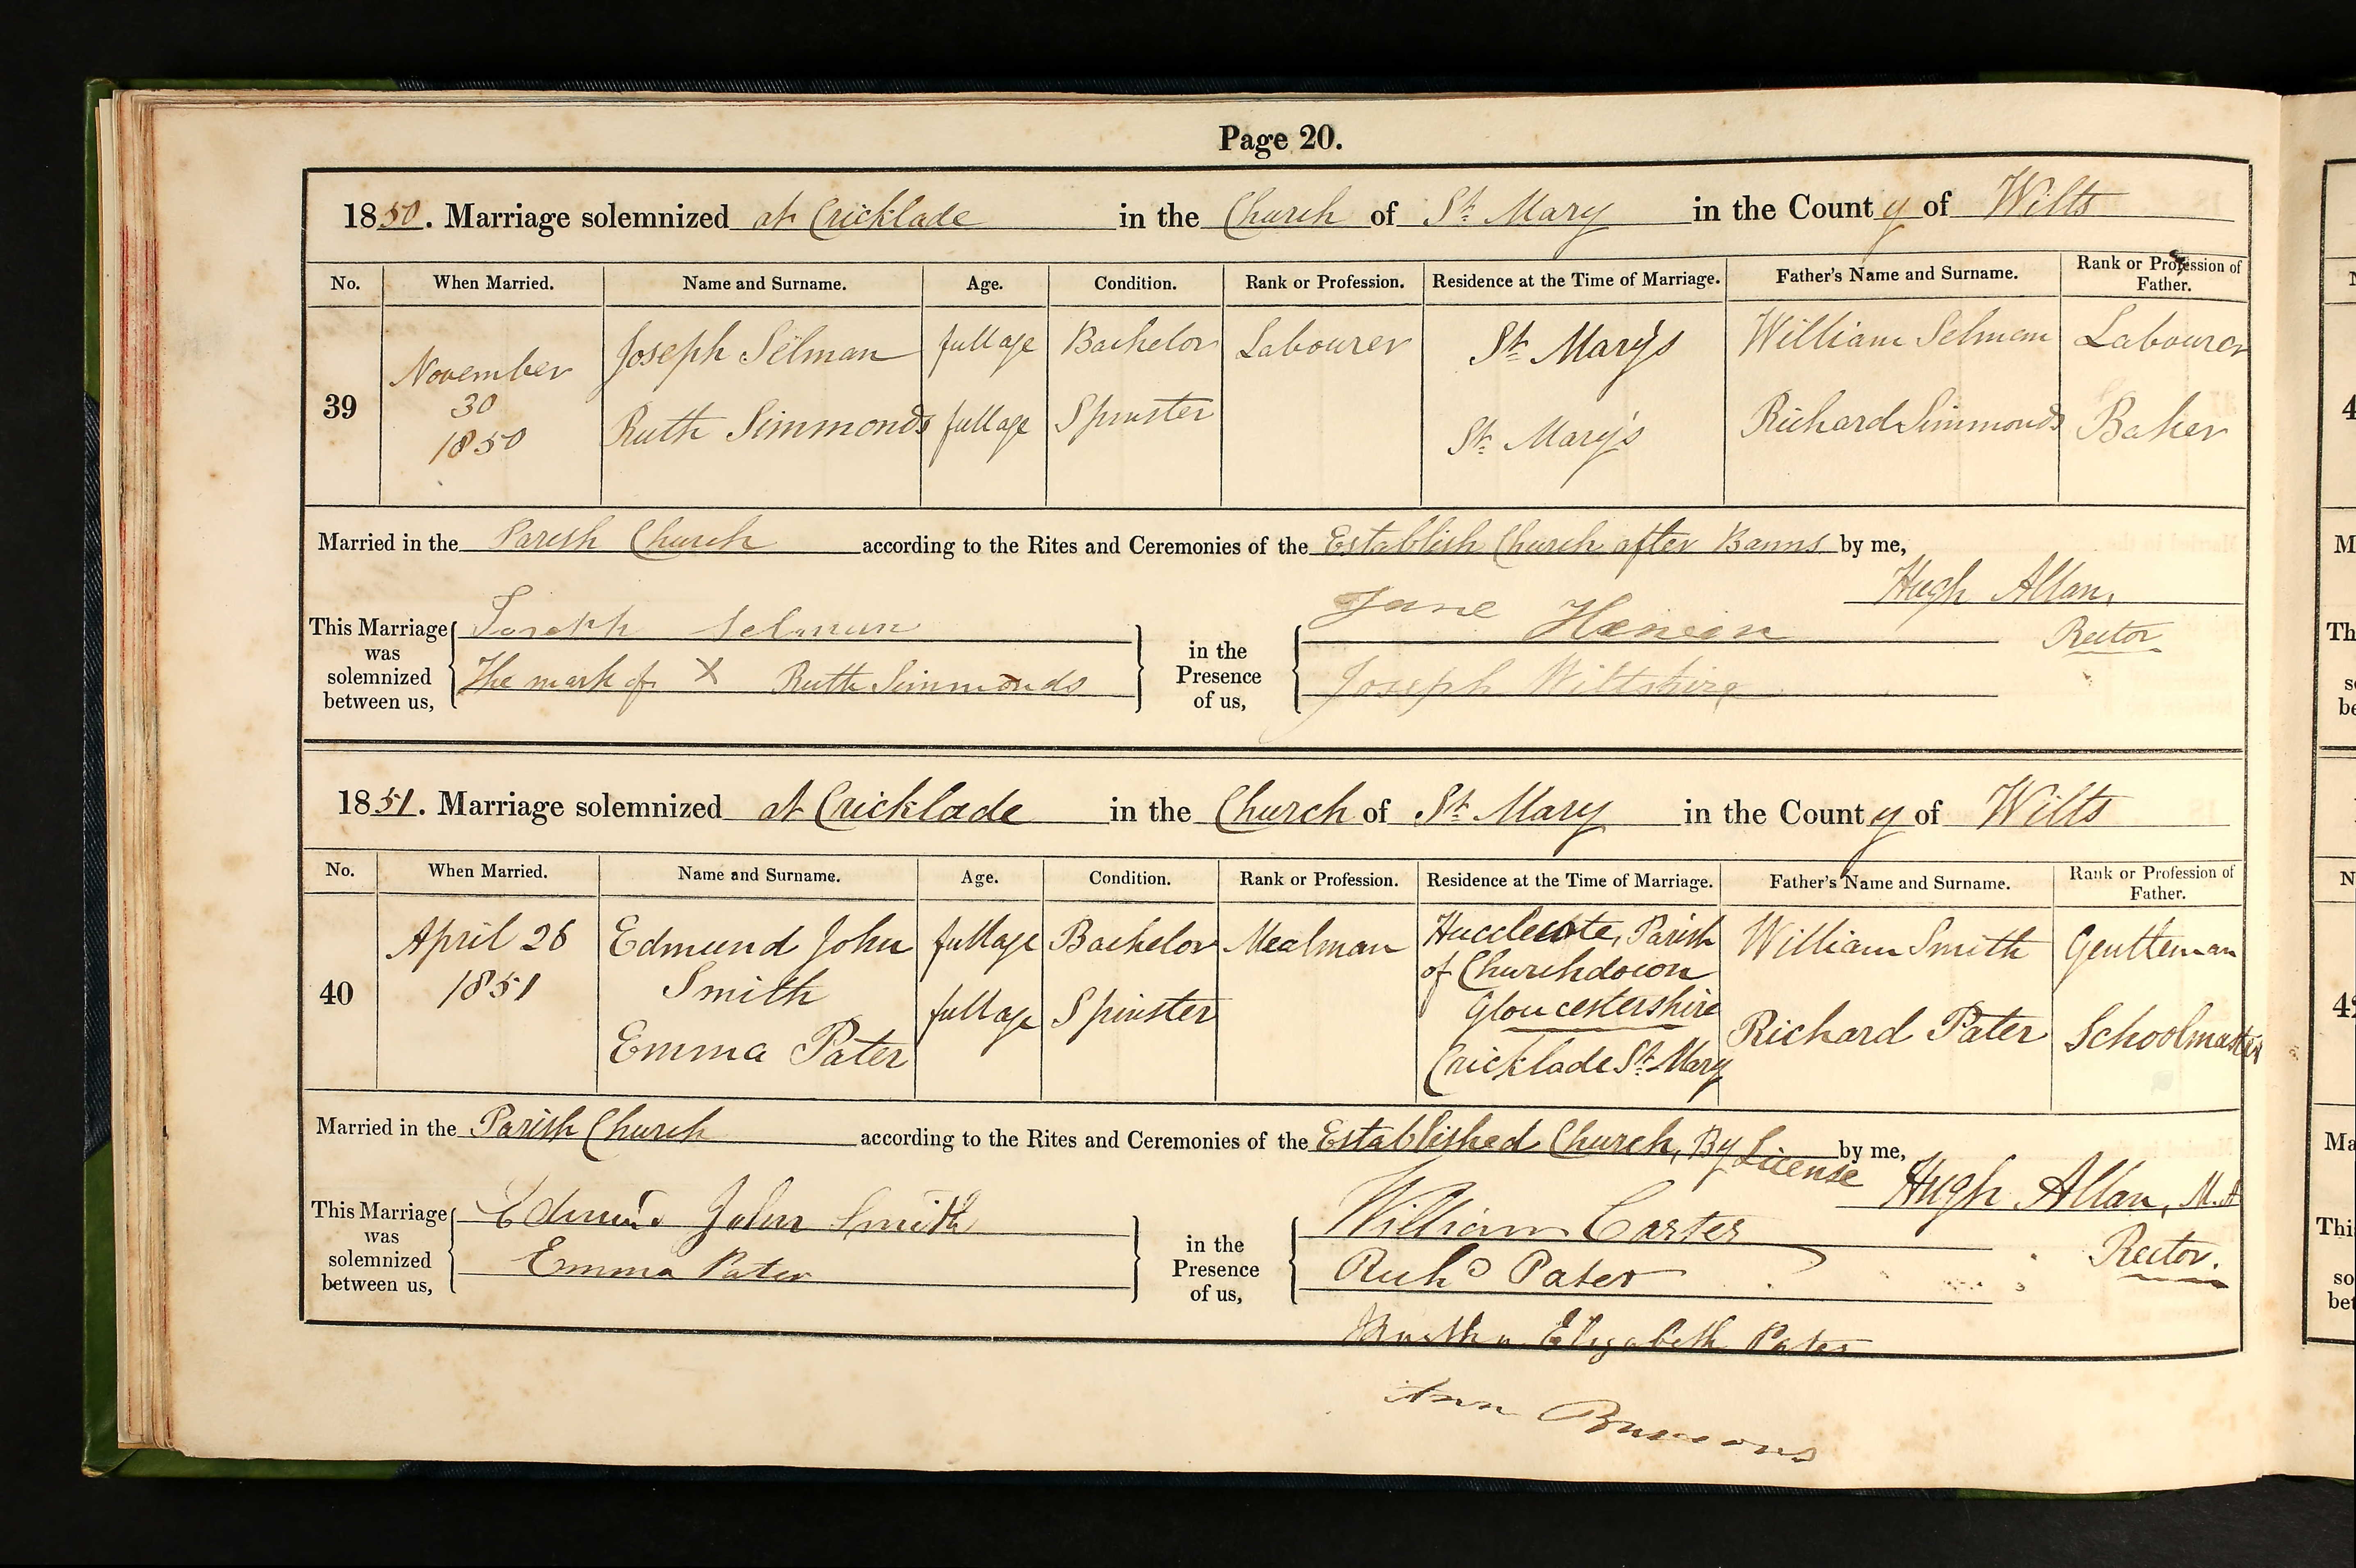 Page 20.
1850. Marriage solemnized at Cricklade in the Church of St. Mary in the County of Wilts
No. When Married. Name and Surname. Age. Condition. Rank or Profession. Residence at the Time of Marriage. Father's Name and Surname. Rank or Profession of Father.
39 November 30 1850 Joseph Selman full age Bachelor Labourer St. Mary's William Selman Labourer
Ruth Simmonds full age Spinster St. Mary's Richard Simmonds Baker
Married in the Parish Church according to the Rites and Ceremonies of the Establish Church after Banns by me,
Hugh Allan,
Rector
This Marriage was solemnized between us, Joseph Selman
The mark of X Ruth Simmonds
in the Presence of us, Jane
Joseph Wiltshire
1851. Marriage solemnized at Cricklade in the Church of St. Mary in the County of Wilts
No. When Married. Name and Surname. Age. Condition. Rank or Profession. Residence at the Time of Marriage. Father's Name and Surname. Rank or Profession of Father.
40 April 26 1851 Edmund John Smith full age Bachelor Mealman Hucclecote, Parish of Churchdown Gloucestershire William Smith Gentleman
Emma Pater full age Spinster Cricklade St. Mary Richard Pater Schoolmaster
Married in the Parish Church according to the Rites and Ceremonies of the Established Church, By License by me,
Hugh Allan, M.A
Rector.
This Marriage was solemnized between us, Edmund John Smith
Emma Pater
in the Presence of us, William Carter
Richd Pater
Martha Elizabeth Pater
Ann